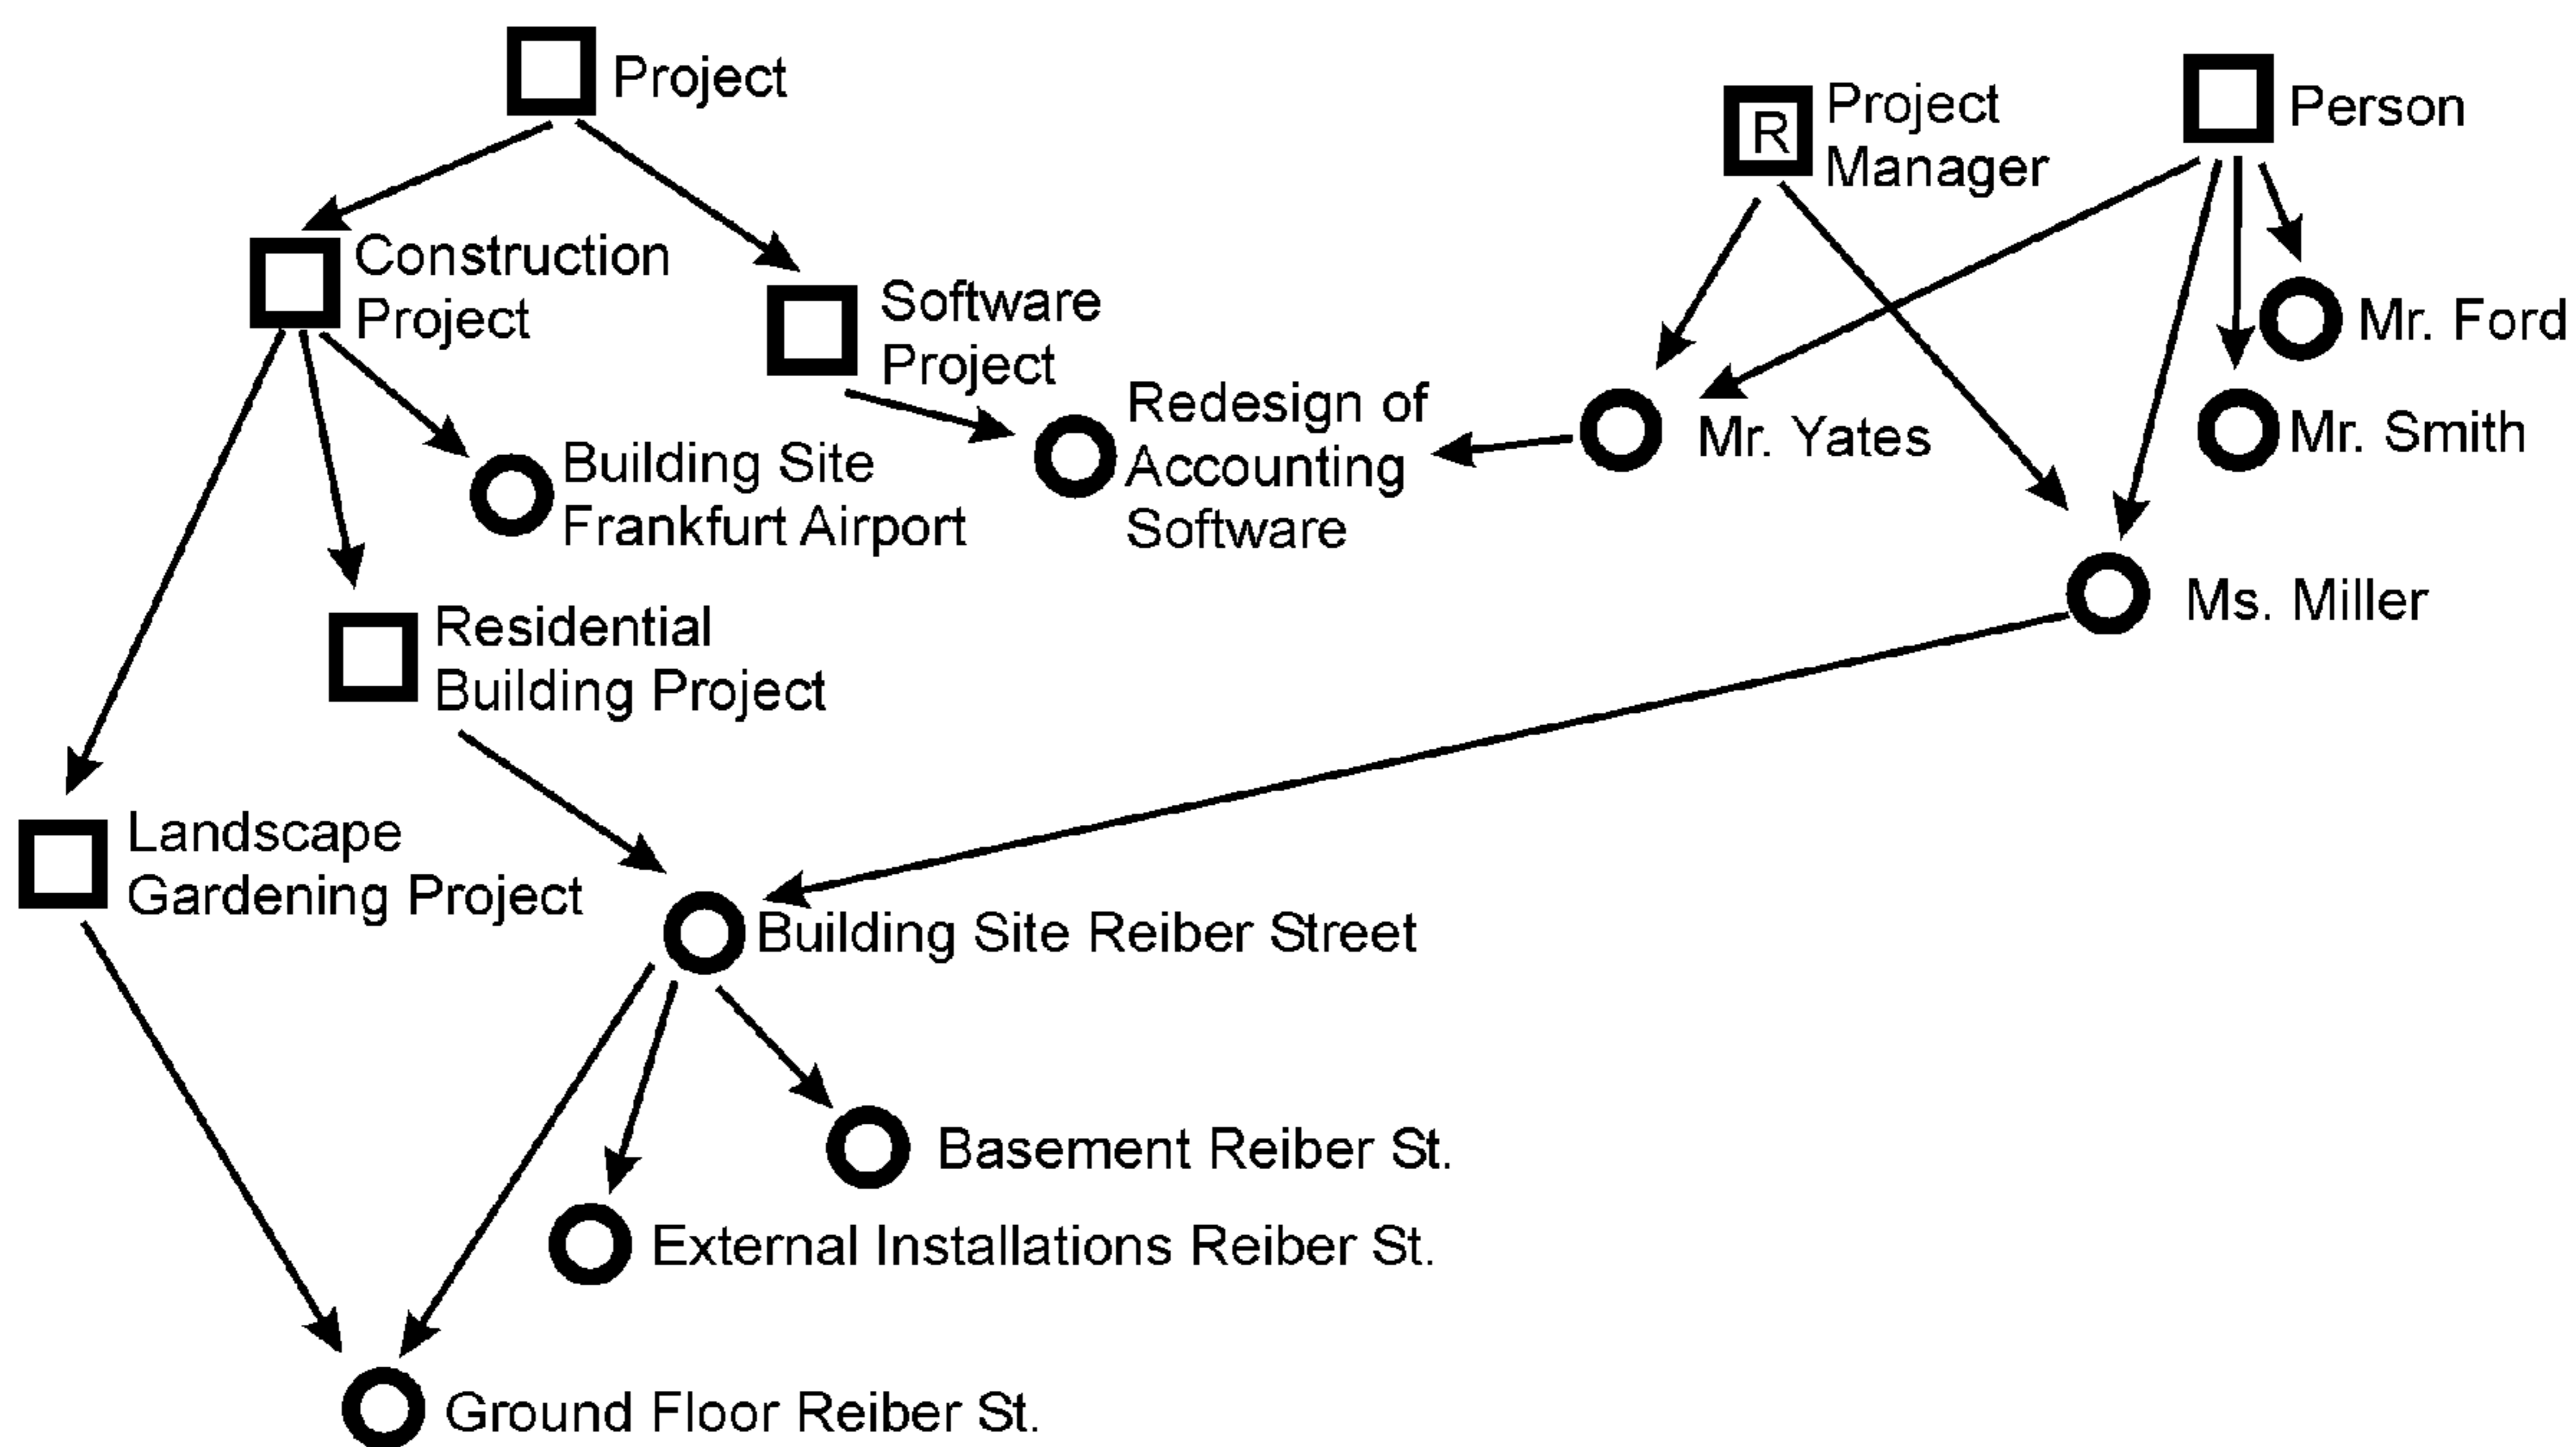 Project
R
Project
Manager
Person
Construction
Project
Software
Project
Mr. Ford
Mr. Smith
Redesign of
Accounting
Software
Mr. Yates
Building Site
Frankfurt Airport
Ms. Miller
Residential
Building Project
Landscape
Gardening Project
Building Site Reiber Street
Basement Reiber St.
External Installations Reiber St.
Ground Floor Reiber St.